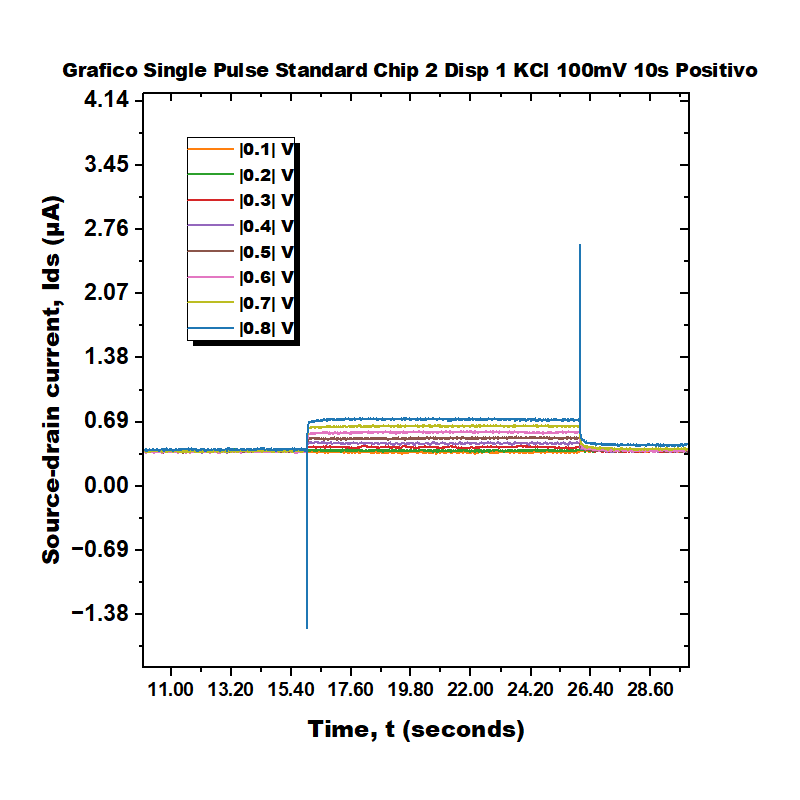 Grafico Single Pulse Standard Chip 2 Disp 1 KCl 100mV 10s Positivo
4.14
3.45
2.76
2.07
1.38
0.69
0.00
−0.69
−1.38
Source-drain current, Ids (µA)
|0.1| V
|0.2| V
|0.3| V
|0.4| V
|0.5| V
|0.6| V
|0.7| V
|0.8| V
11.00 13.20 15.40 17.60 19.80 22.00 24.20 26.40 28.60
Time, t (seconds)